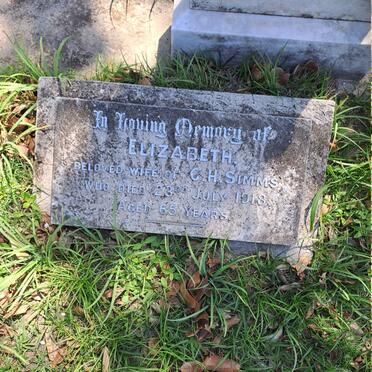 In Loving Memory of
ELIZABETH,
BELOVED WIFE OF C. H. SIMMS,
WHO DIED 23RD JULY 1918,
AGED 65 YEARS.